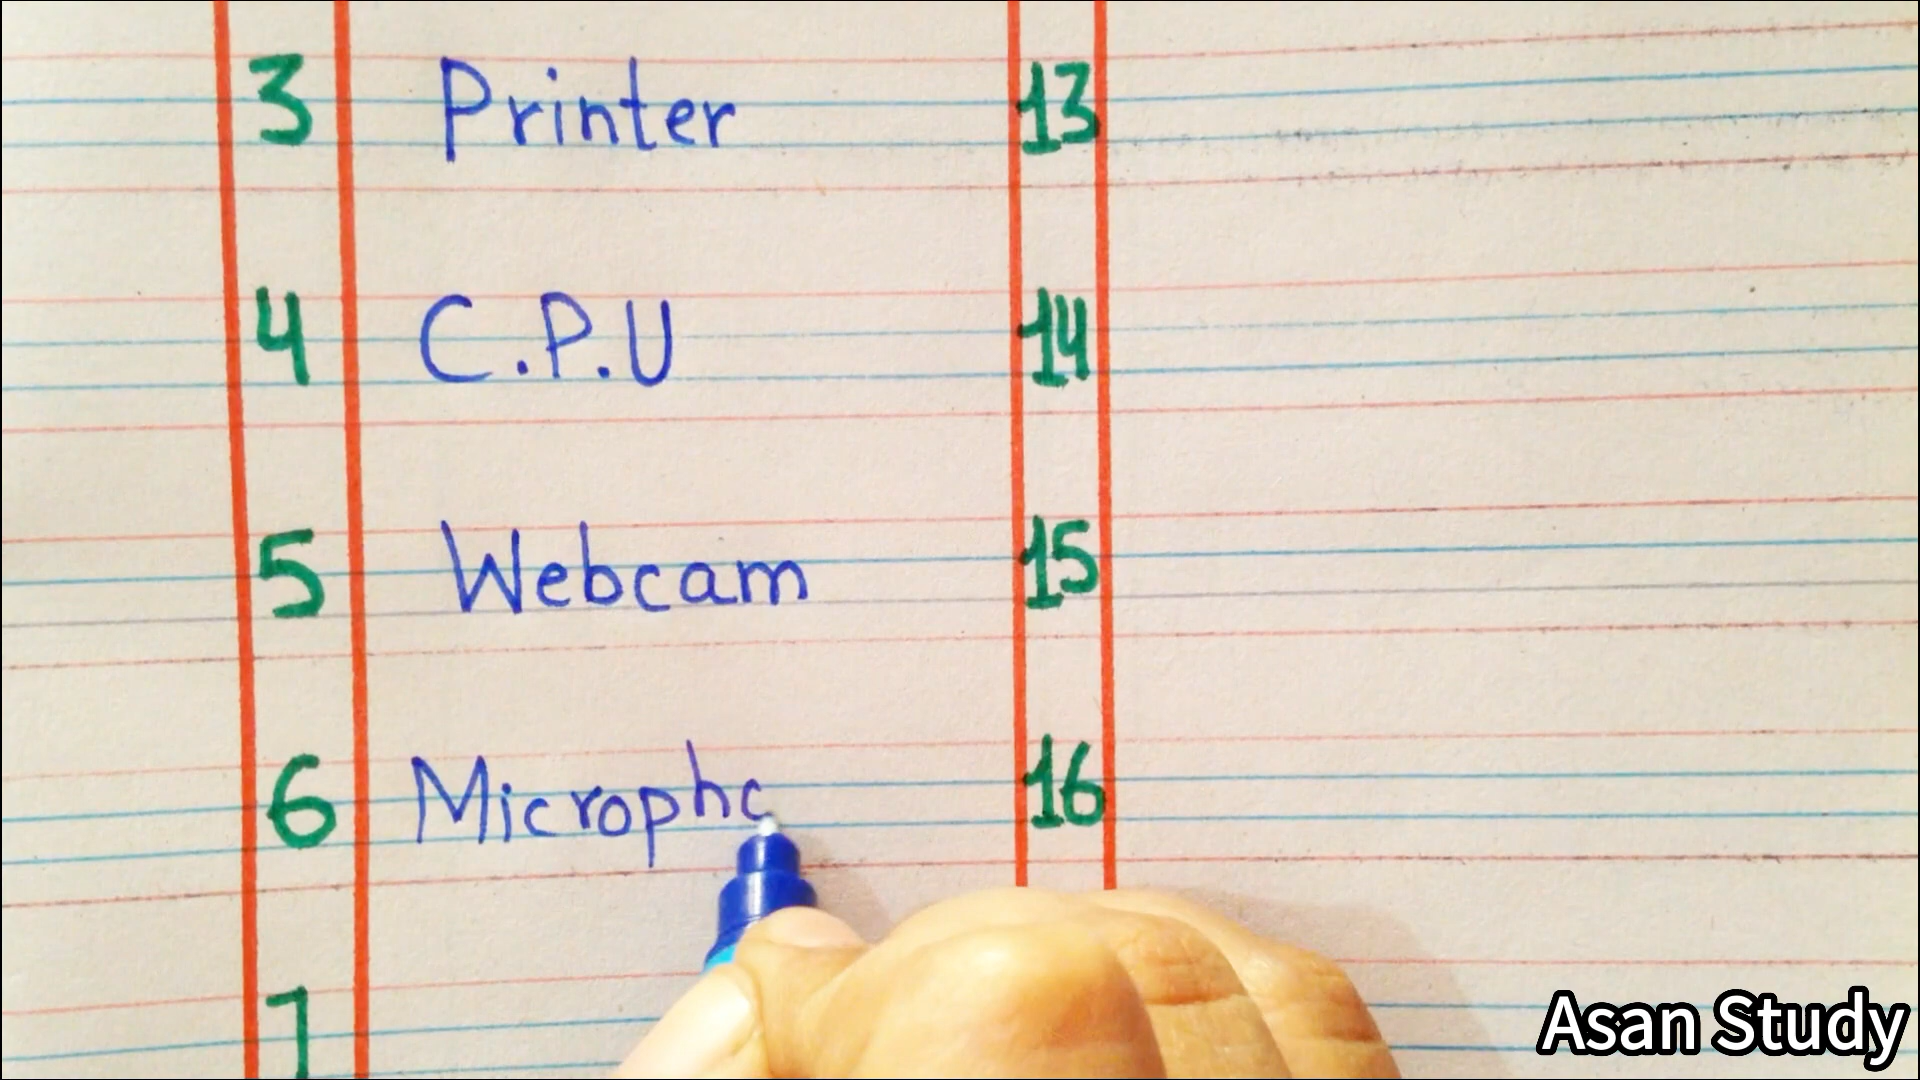 3 Printer 13
4 C.P.U 14
5 Webcam 15
6 Microphc 16
7
Asan Study